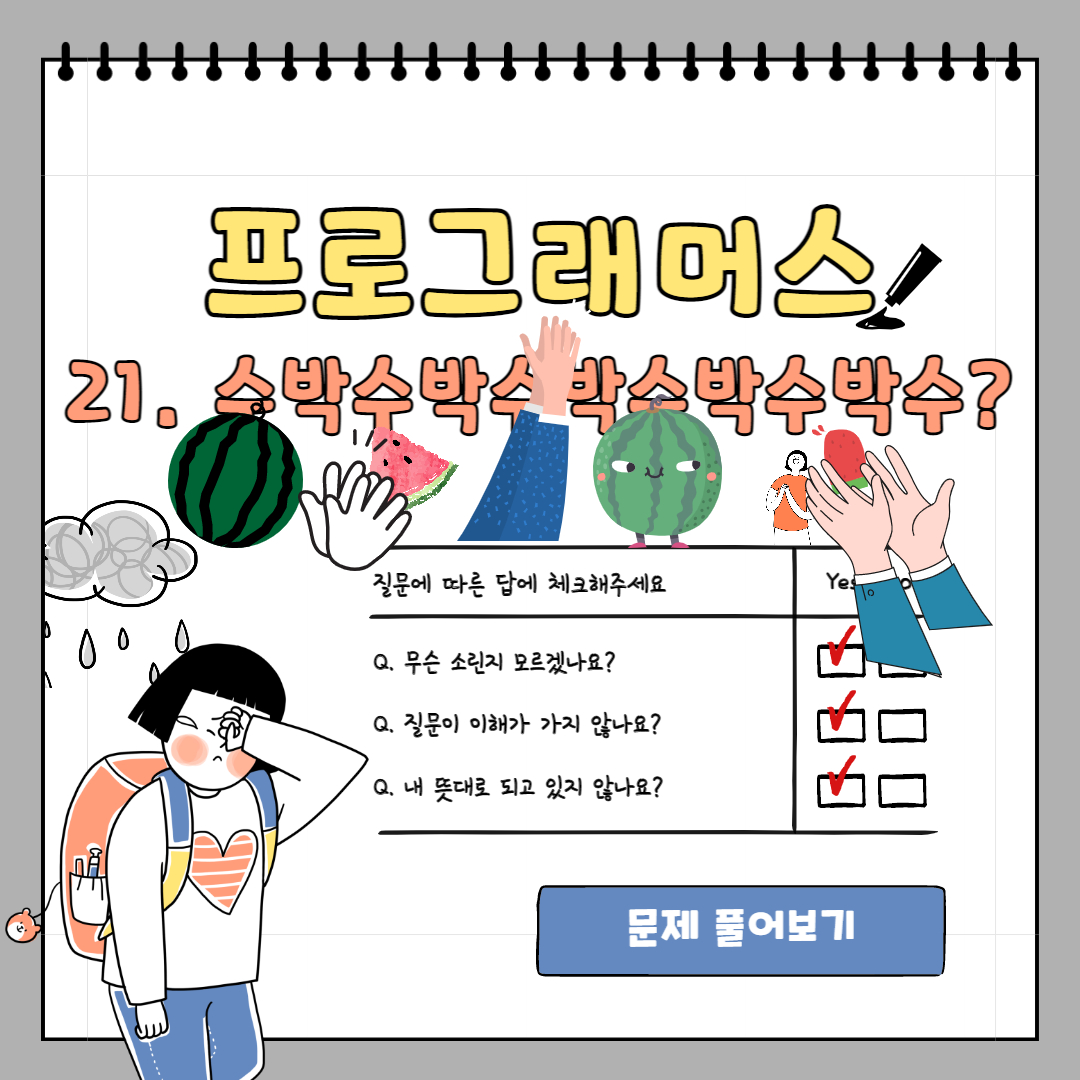 프로그래머스
21. 수박수박수박수박수박수?
질문에 따른 답에 체크해주세요
Yes
Q. 무슨 소린지 모르겠나요?
Q. 질문이 이해가 가지 않나요?
Q. 내 뜻대로 되고 있지 않나요?
문제 풀어보기